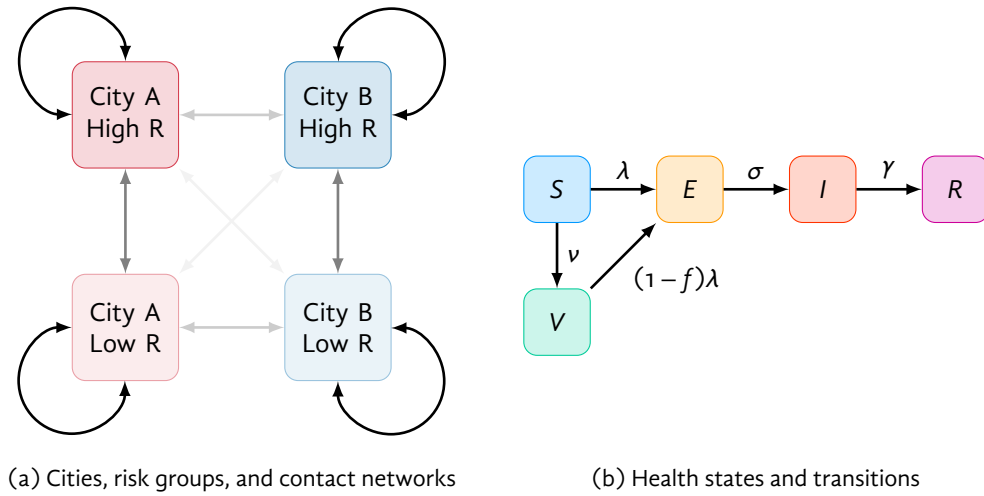 City A
High R
City B
High R
City A
Low R
City B
Low R
(a) Cities, risk groups, and contact networks
S
λ
E
σ
I
γ
R
ν
(1 − f)λ
V
(b) Health states and transitions